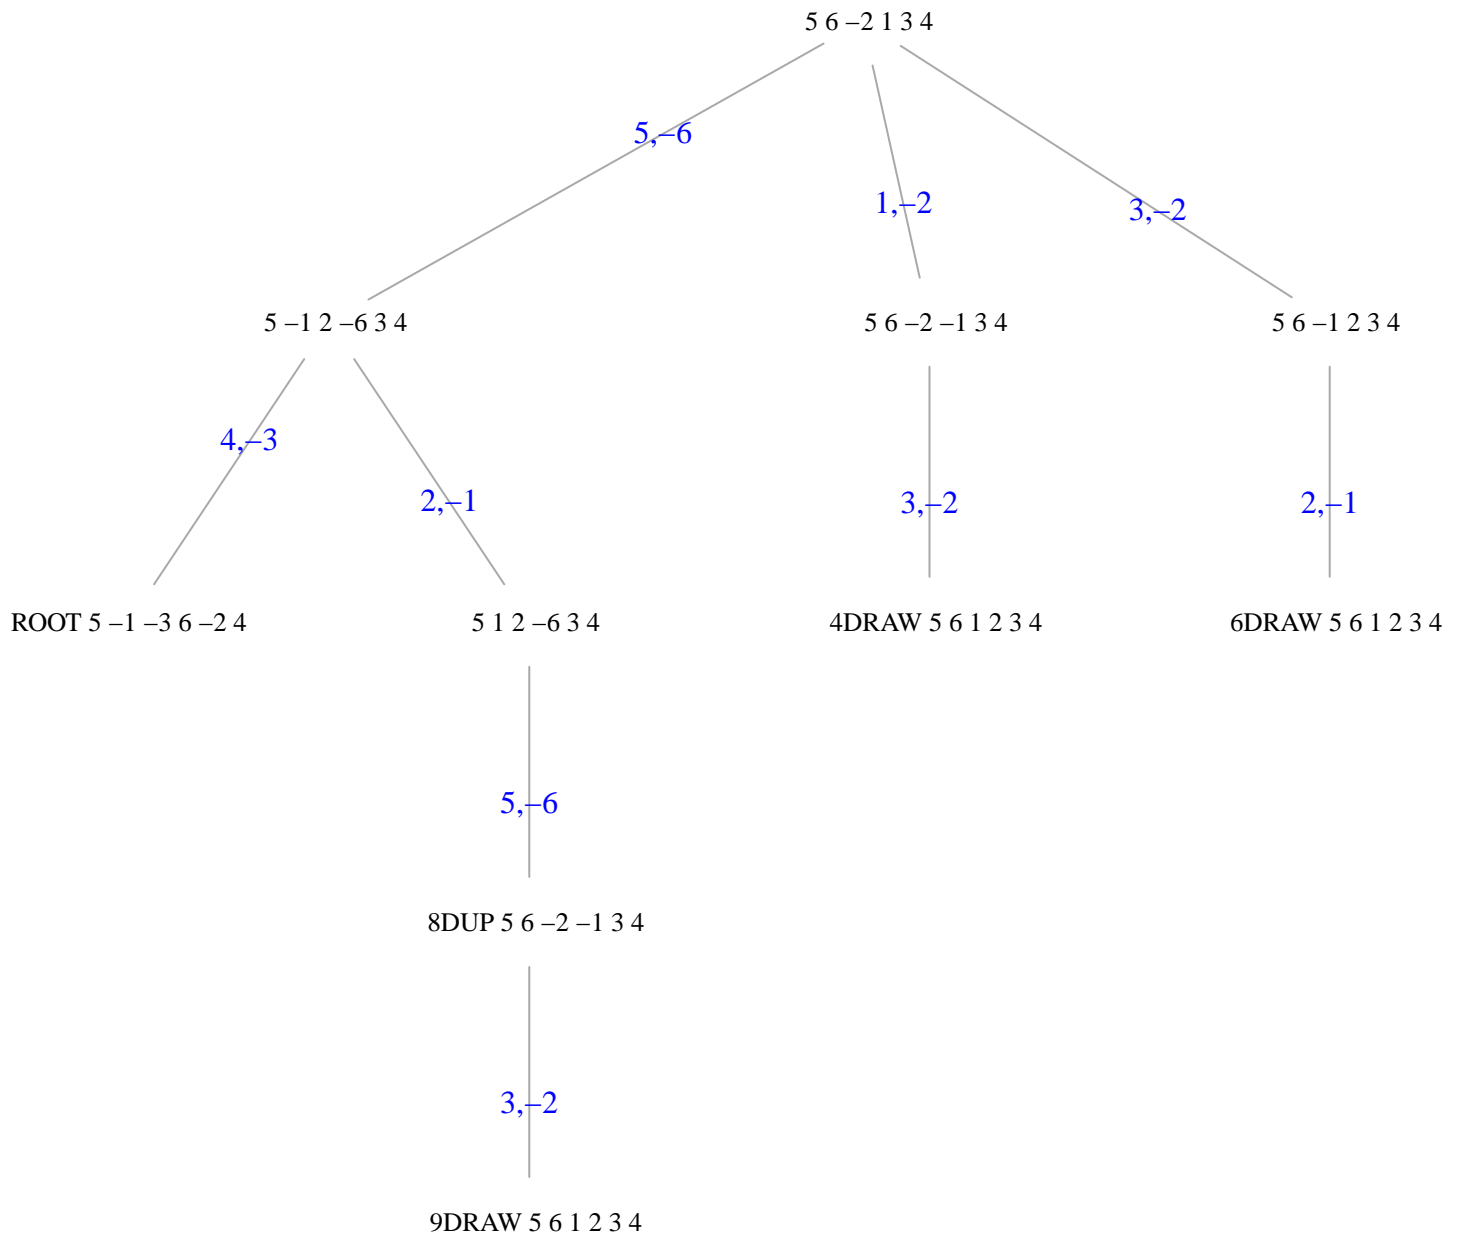 5 6 –2 1 3 4
5,–6
1,–2
3,–2
5 –1 2 –6 3 4
5 6 –2 –1 3 4
5 6 –1 2 3 4
4,–3
2,–1
3,–2
2,–1
ROOT 5 –1 –3 6 –2 4
5 1 2 –6 3 4
4DRAW 5 6 1 2 3 4
6DRAW 5 6 1 2 3 4
5,–6
8DUP 5 6 –2 –1 3 4
3,–2
9DRAW 5 6 1 2 3 4